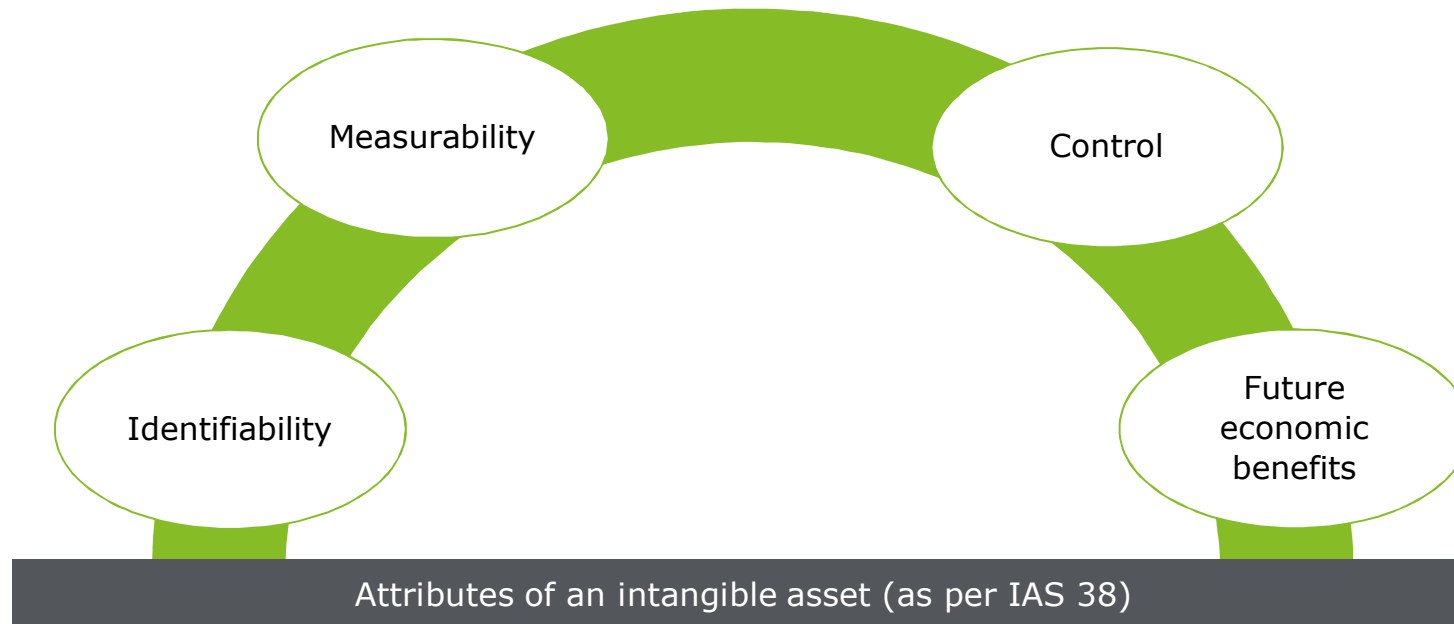 Measurability
Control
Identifiability
Future
economic
benefits
Attributes of an intangible asset (as per IAS 38)